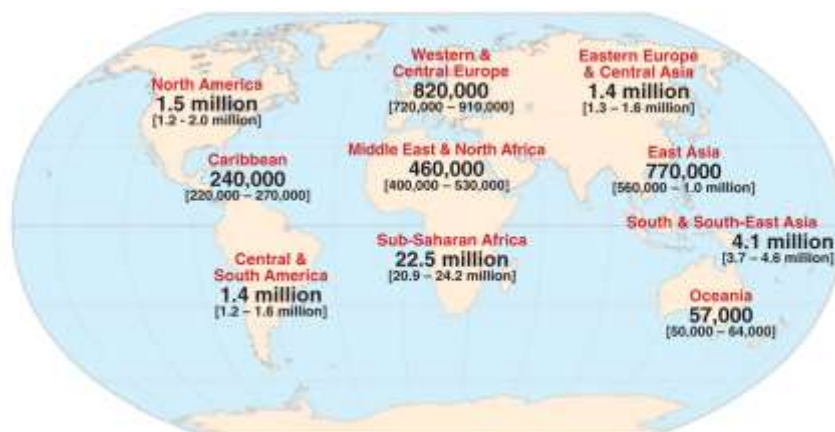 Western &
Central Europe
820,000
[720,000 – 910,000]
Eastern Europe
& Central Asia
1.4 million
[1.3 – 1.6 million]
North America
1.5 million
[1.2 - 2.0 million]
Middle East & North Africa
460,000
[400,000 – 530,000]
East Asia
770,000
[560,000 – 1.0 million]
Caribbean
240,000
[220,000 – 270,000]
South & South-East Asia
4.1 million
[3.7 – 4.6 million]
Sub-Saharan Africa
22.5 million
[20.9 – 24.2 million]
Central &
South America
1.4 million
[1.2 – 1.6 million]
Oceania
57,000
[50,000 – 64,000]